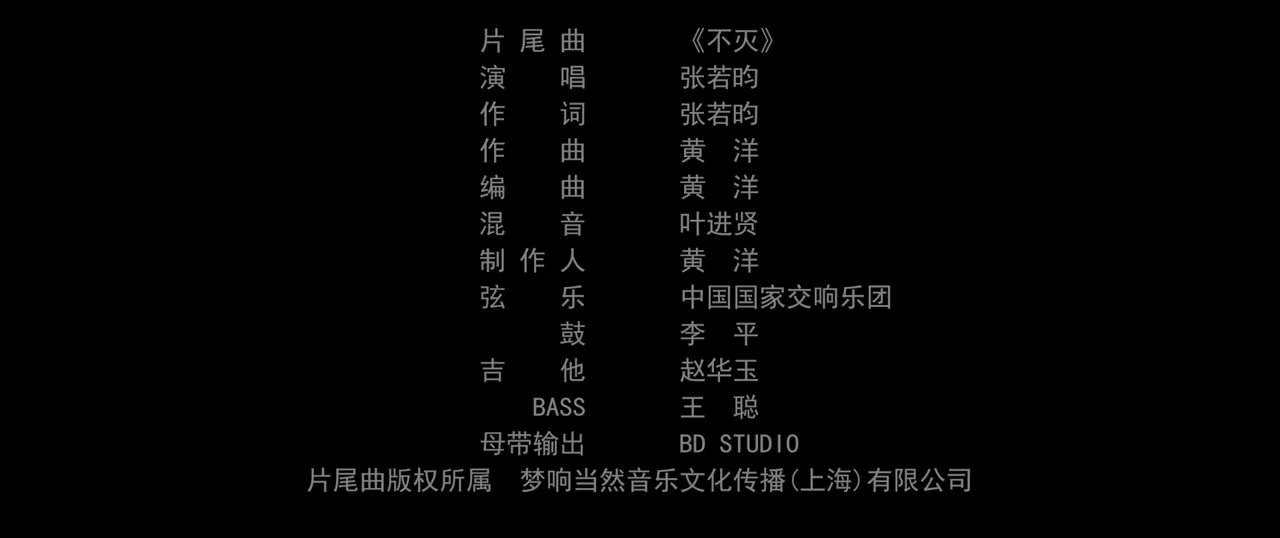 片尾曲 《不灭》
演唱 张若昀
作词 张若昀
作曲 黄洋
编曲 黄洋
混音 叶进贤
制作人 黄洋
弦乐 中国国家交响乐团
鼓 李平
吉他 赵华玉
BASS 王聪
母带输出 BD STUDIO
片尾曲版权所属 梦响当然音乐文化传播(上海)有限公司